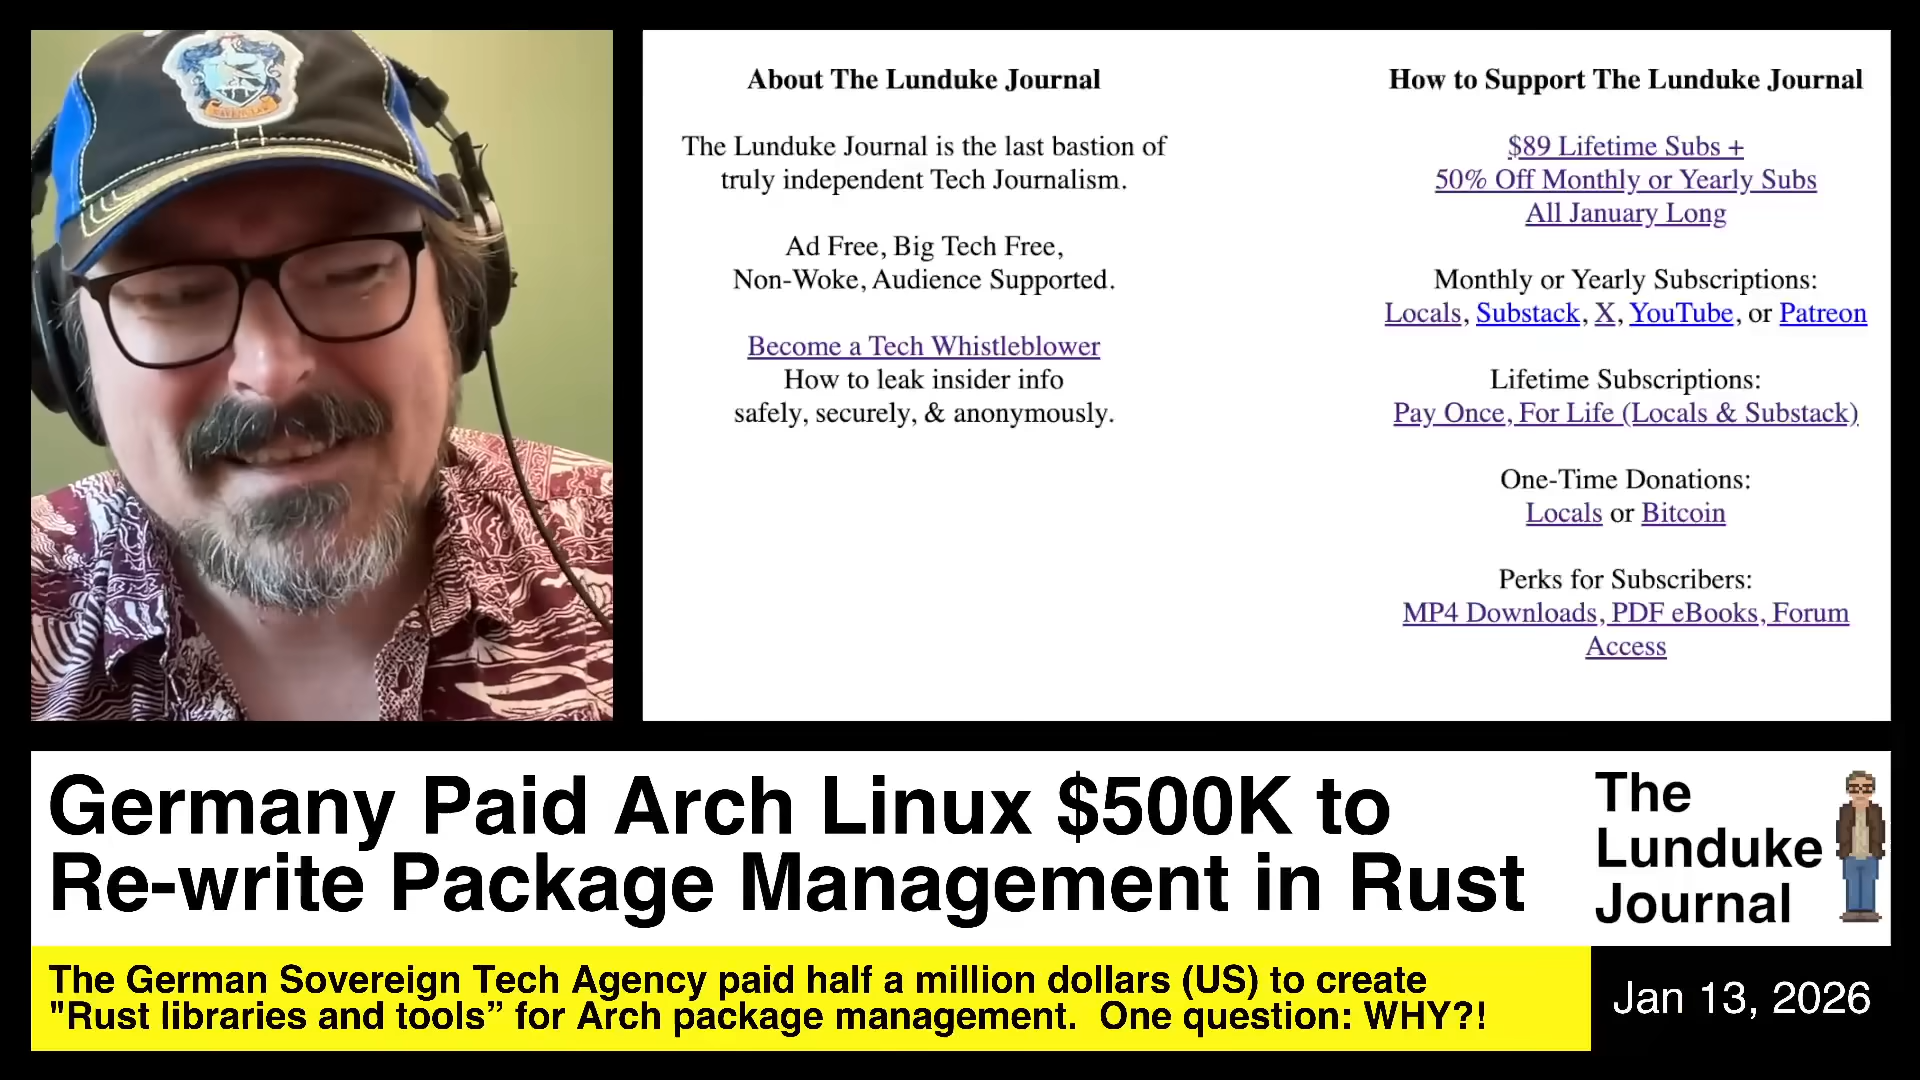 About The Lunduke Journal
The Lunduke Journal is the last bastion of
truly independent Tech Journalism.
Ad Free, Big Tech Free,
Non-Woke, Audience Supported.
Become a Tech Whistleblower
How to leak insider info
safely, securely, & anonymously.
How to Support The Lunduke Journal
$89 Lifetime Subs +
50% Off Monthly or Yearly Subs
All January Long
Monthly or Yearly Subscriptions:
Locals, Substack, X, YouTube, or Patreon
Lifetime Subscriptions:
Pay Once, For Life (Locals & Substack)
One-Time Donations:
Locals or Bitcoin
Perks for Subscribers:
MP4 Downloads, PDF eBooks, Forum
Access
Germany Paid Arch Linux $500K to
Re-write Package Management in Rust
The
Lunduke
Journal
The German Sovereign Tech Agency paid half a million dollars (US) to create
"Rust libraries and tools” for Arch package management.  One question: WHY?!
Jan 13, 2026